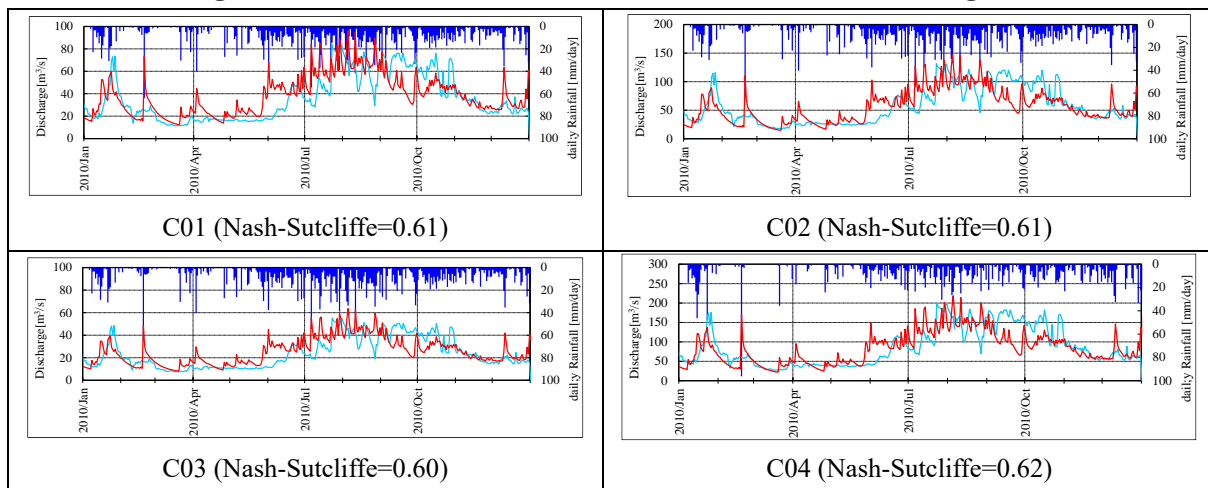 100
80
60
40
20
0
Discharge[m³/s]
0
20
40
60
80
100
dail;y Rainfall [mm/day]
2010/Jan
2010/Apr
2010/Jul
2010/Oct
C01 (Nash-Sutcliffe=0.61)
200
150
100
50
0
Discharge[m³/s]
0
20
40
60
80
100
dail;y Rainfall [mm/day]
2010/Jan
2010/Apr
2010/Jul
2010/Oct
C02 (Nash-Sutcliffe=0.61)
100
80
60
40
20
0
Discharge[m³/s]
0
20
40
60
80
100
dail;y Rainfall [mm/day]
2010/Jan
2010/Apr
2010/Jul
2010/Oct
C03 (Nash-Sutcliffe=0.60)
300
250
200
150
100
50
0
Discharge[m³/s]
0
20
40
60
80
100
dail;y Rainfall [mm/day]
2010/Jan
2010/Apr
2010/Jul
2010/Oct
C04 (Nash-Sutcliffe=0.62)